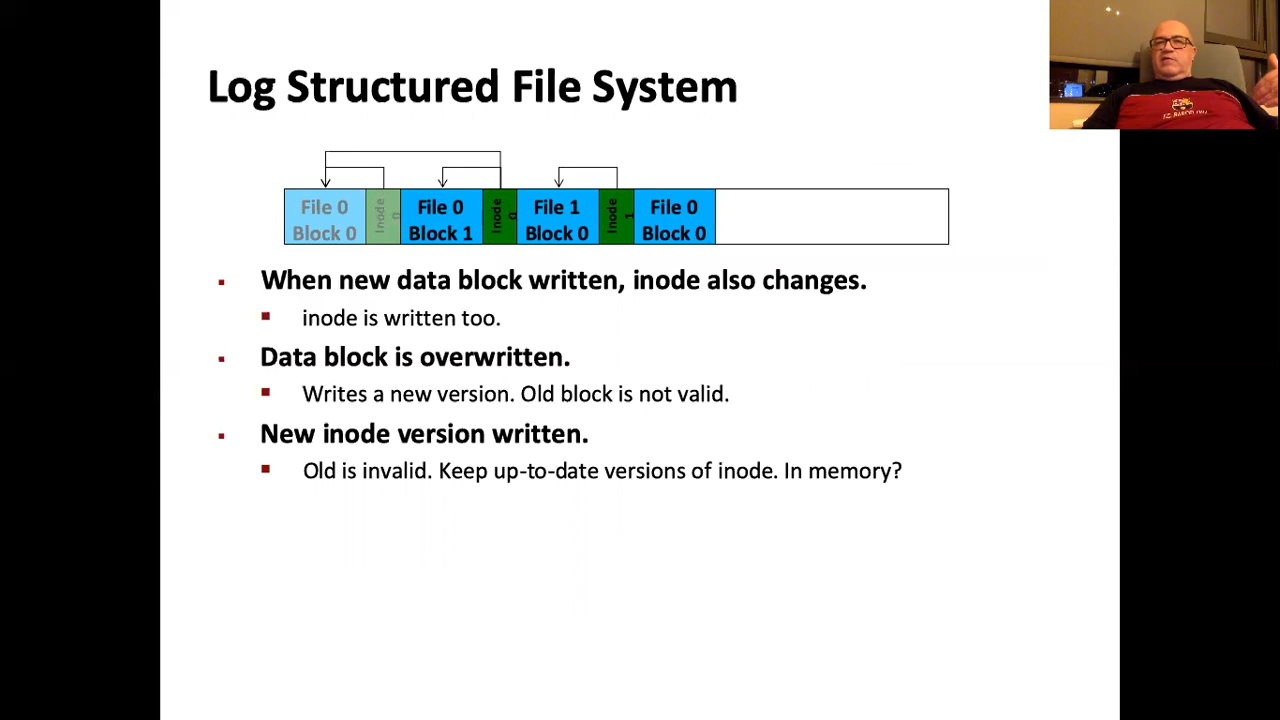 Log Structured File System
File 0
Block 0
Inode 0
File 0
Block 1
Inode 0
File 1
Block 0
Inode 1
File 0
Block 0
▪ When new data block written, inode also changes.
▪ inode is written too.
▪ Data block is overwritten.
▪ Writes a new version. Old block is not valid.
▪ New inode version written.
▪ Old is invalid. Keep up-to-date versions of inode. In memory?